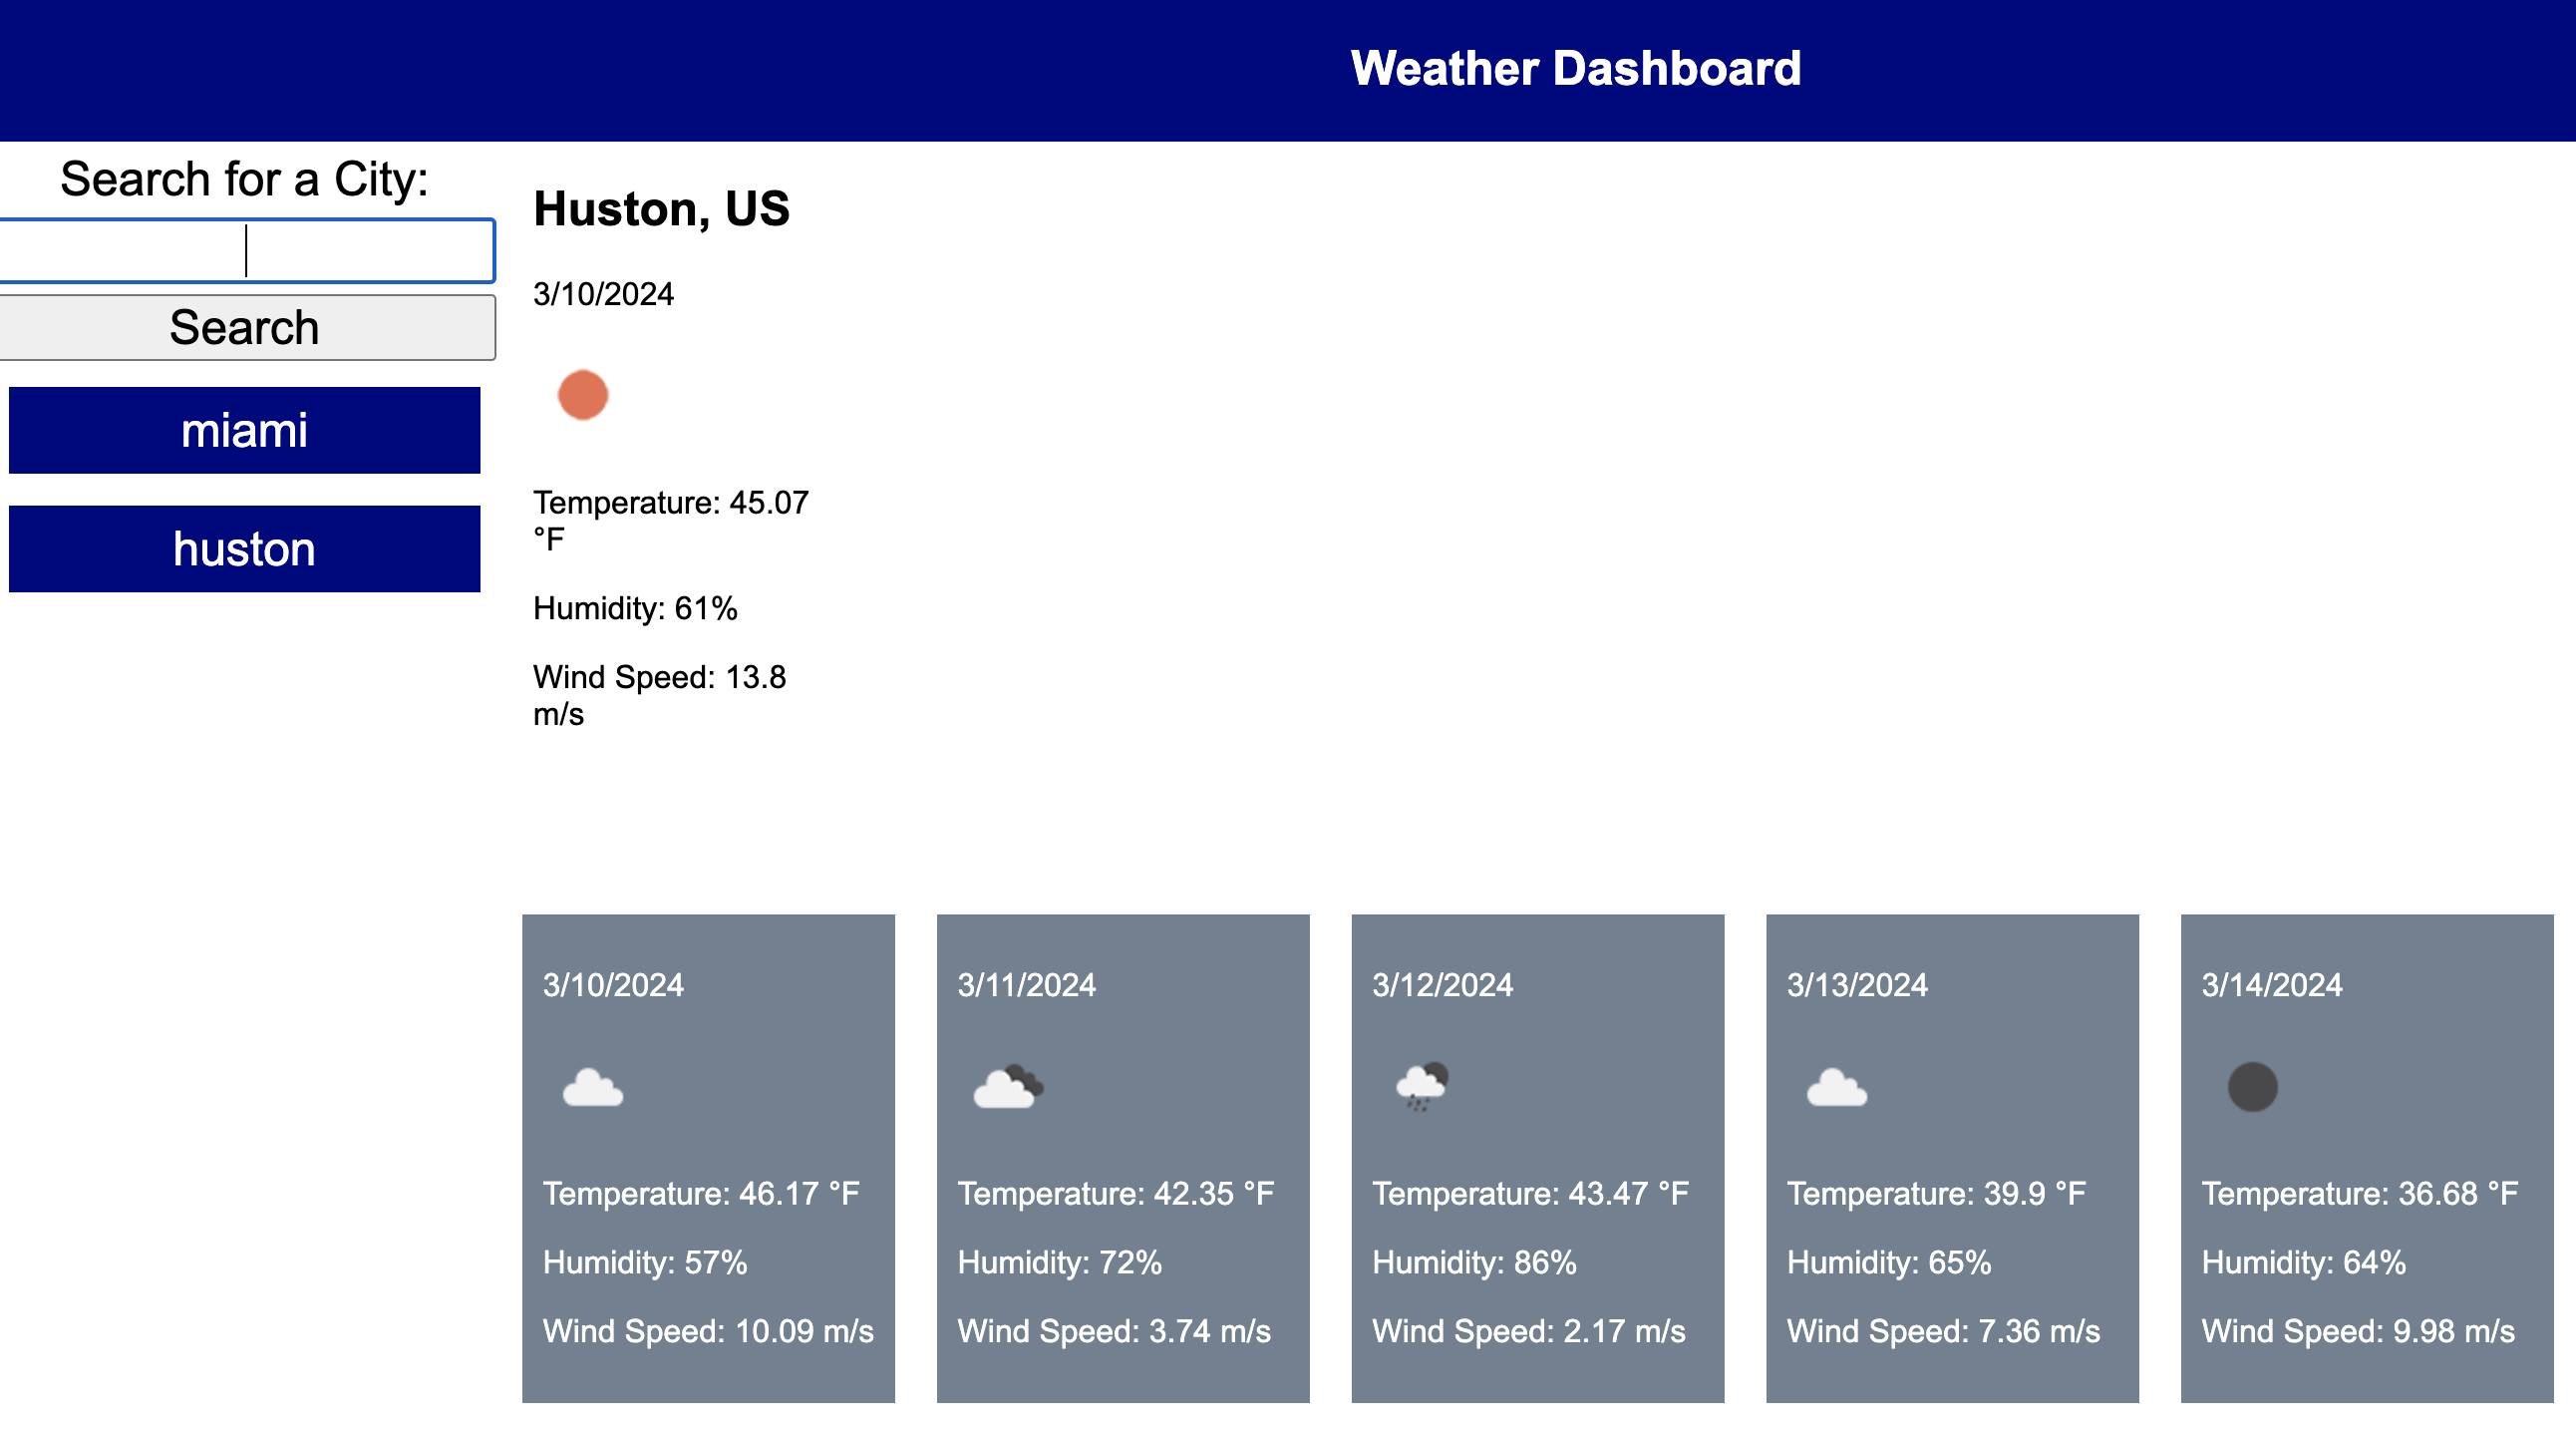 Weather Dashboard
Search for a City:
Search
miami
huston
Huston, US
3/10/2024
Temperature: 45.07
°F
Humidity: 61%
Wind Speed: 13.8
m/s
3/10/2024
Temperature: 46.17 °F
Humidity: 57%
Wind Speed: 10.09 m/s
3/11/2024
Temperature: 42.35 °F
Humidity: 72%
Wind Speed: 3.74 m/s
3/12/2024
Temperature: 43.47 °F
Humidity: 86%
Wind Speed: 2.17 m/s
3/13/2024
Temperature: 39.9 °F
Humidity: 65%
Wind Speed: 7.36 m/s
3/14/2024
Temperature: 36.68 °F
Humidity: 64%
Wind Speed: 9.98 m/s